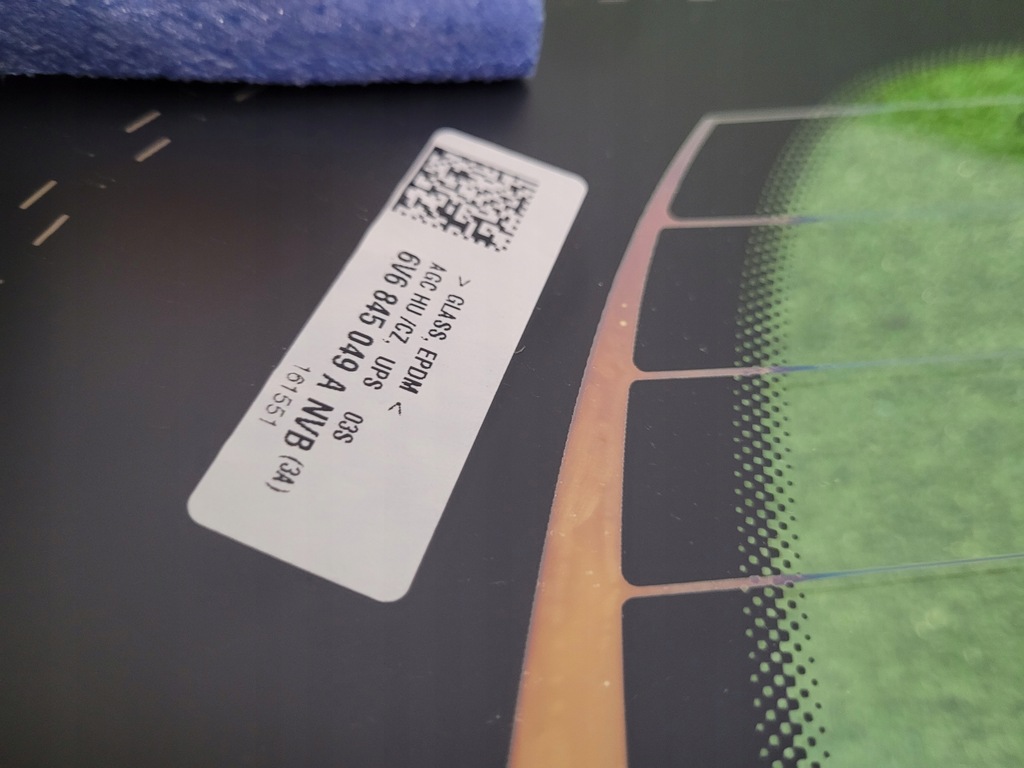 > GLASS, EPDM <
AGC HU /CZ, UPS 03S
6V6 845 049 A NVB (3A)
161551